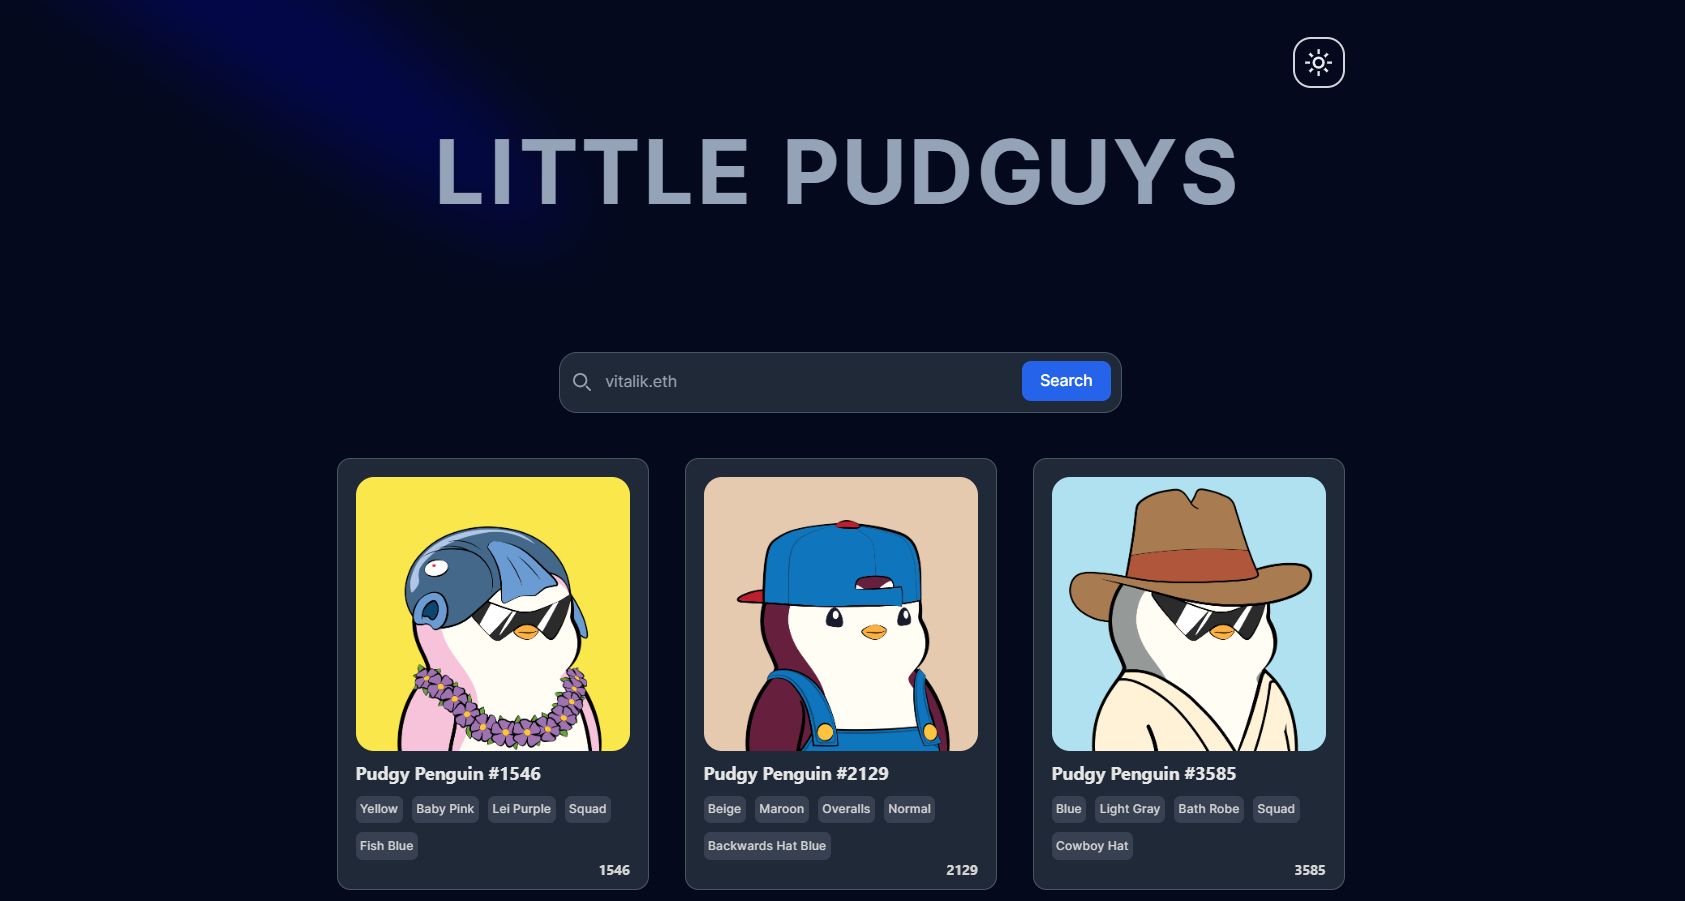 LITTLE PUDGUYS
vitalik.eth
Search
Pudgy Penguin #1546
Yellow Baby Pink Lei Purple Squad
Fish Blue
1546
Pudgy Penguin #2129
Beige Maroon Overalls Normal
Backwards Hat Blue
2129
Pudgy Penguin #3585
Blue Light Gray Bath Robe Squad
Cowboy Hat
3585